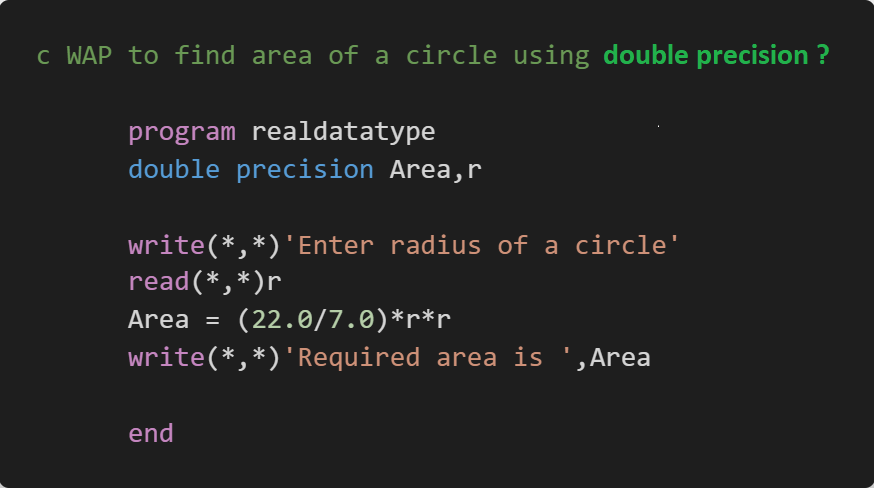 c WAP to find area of a circle using double precision ?
program realdatatype
double precision Area,r
write(*,*)'Enter radius of a circle'
read(*,*)r
Area = (22.0/7.0)*r*r
write(*,*)'Required area is ',Area
end